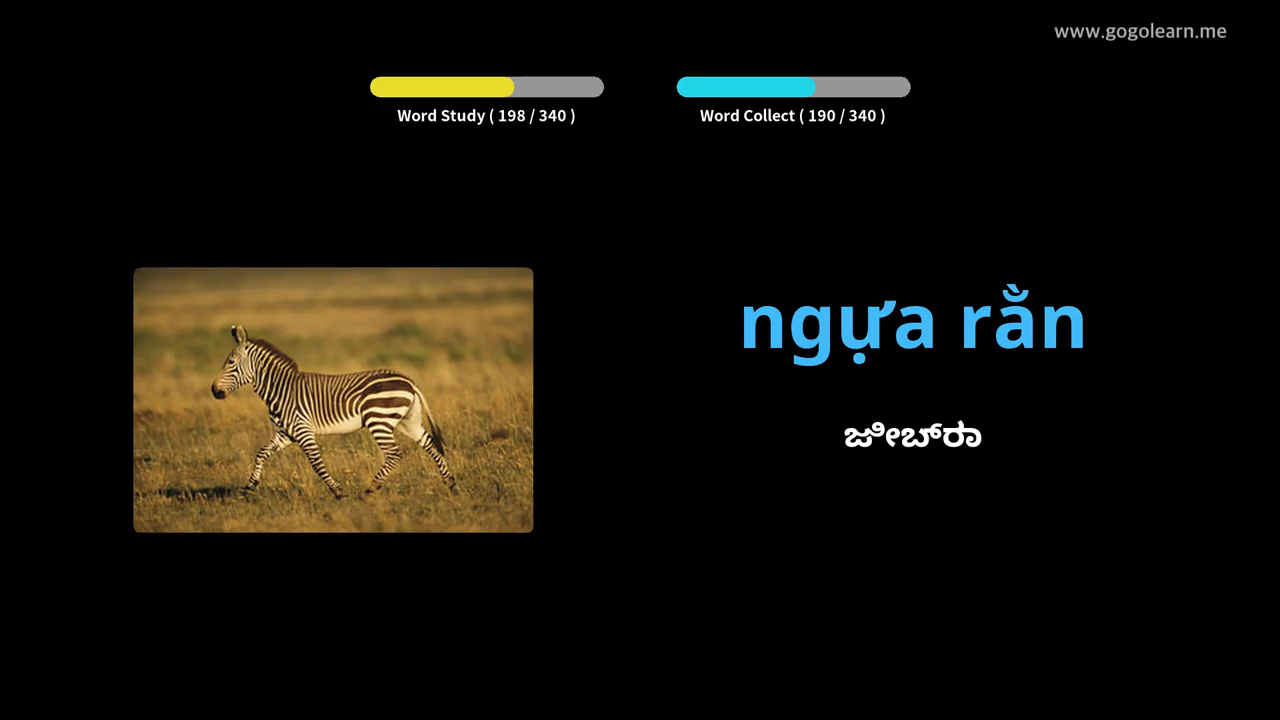 www.gogolearn.me
Word Study ( 198 / 340 )
Word Collect ( 190 / 340 )
ngựa rằn
ಜೀಬ್ರಾ